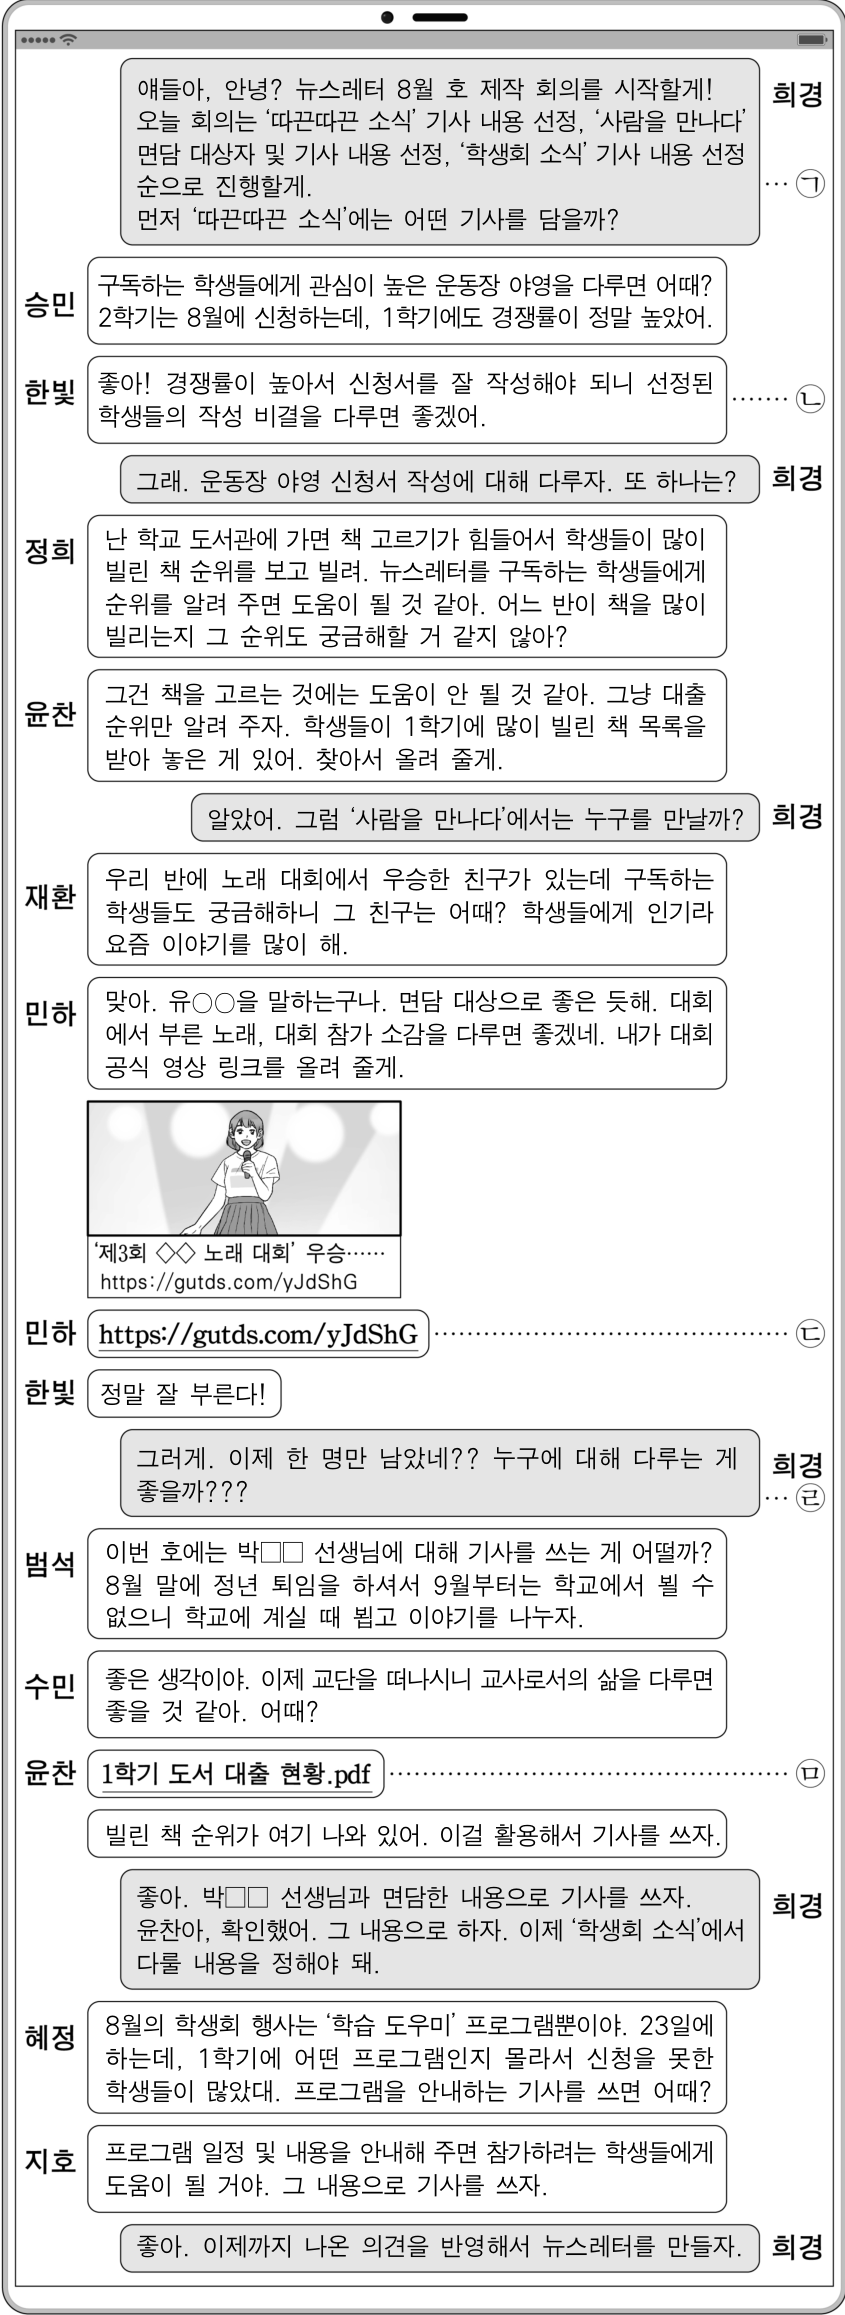 얘들아, 안녕? 뉴스레터 8월 호 제작 회의를 시작할게!
희경
오늘 회의는 ‘따끈따끈 소식’ 기사 내용 선정, ‘사람을 만나다’
면담 대상자 및 기사 내용 선정, ‘학생회 소식’ 기사 내용 선정
순으로 진행할게.
… ㉠
먼저 ‘따끈따끈 소식’에는 어떤 기사를 담을까?
승민
구독하는 학생들에게 관심이 높은 운동장 야영을 다루면 어때?
2학기는 8월에 신청하는데, 1학기에도 경쟁률이 정말 높았어.
한빛
좋아! 경쟁률이 높아서 신청서를 잘 작성해야 되니 선정된
학생들의 작성 비결을 다루면 좋겠어.
……· ㉡
그래. 운동장 야영 신청서 작성에 대해 다루자. 또 하나는?
희경
정희
난 학교 도서관에 가면 책 고르기가 힘들어서 학생들이 많이
빌린 책 순위를 보고 빌려. 뉴스레터를 구독하는 학생들에게
순위를 알려 주면 도움이 될 것 같아. 어느 반이 책을 많이
빌리는지 그 순위도 궁금해할 거 같지 않아?
윤찬
그건 책을 고르는 것에는 도움이 안 될 것 같아. 그냥 대출
순위만 알려 주자. 학생들이 1학기에 많이 빌린 책 목록을
받아 놓은 게 있어. 찾아서 올려 줄게.
알았어. 그럼 ‘사람을 만나다’에서는 누구를 만날까?
희경
재환
우리 반에 노래 대회에서 우승한 친구가 있는데 구독하는
학생들도 궁금해하니 그 친구는 어때? 학생들에게 인기라
요즘 이야기를 많이 해.
민하
맞아. 유○○을 말하는구나. 면담 대상으로 좋은 듯해. 대회
에서 부른 노래, 대회 참가 소감을 다루면 좋겠네. 내가 대회
공식 영상 링크를 올려 줄게.
‘제3회 ◇◇ 노래 대회’ 우승……
https://gutds.com/yJdShG
민하
https://gutds.com/yJdShG
……………………………………… ㉢
한빛
정말 잘 부른다!
그러게. 이제 한 명만 남았네?? 누구에 대해 다루는 게
좋을까???
희경
… ㉣
범석
이번 호에는 박□□ 선생님에 대해 기사를 쓰는 게 어떨까?
8월 말에 정년 퇴임을 하셔서 9월부터는 학교에서 뵐 수
없으니 학교에 계실 때 뵙고 이야기를 나누자.
수민
좋은 생각이야. 이제 교단을 떠나시니 교사로서의 삶을 다루면
좋을 것 같아. 어때?
윤찬
1학기 도서 대출 현황.pdf
……………………………………… ㉤
빌린 책 순위가 여기 나와 있어. 이걸 활용해서 기사를 쓰자.
좋아. 박□□ 선생님과 면담한 내용으로 기사를 쓰자.
희경
윤찬아, 확인했어. 그 내용으로 하자. 이제 ‘학생회 소식’에서
다룰 내용을 정해야 돼.
혜정
8월의 학생회 행사는 ‘학습 도우미’ 프로그램뿐이야. 23일에
하는데, 1학기에 어떤 프로그램인지 몰라서 신청을 못한
학생들이 많았대. 프로그램을 안내하는 기사를 쓰면 어때?
지호
프로그램 일정 및 내용을 안내해 주면 참가하려는 학생들에게
도움이 될 거야. 그 내용으로 기사를 쓰자.
좋아. 이제까지 나온 의견을 반영해서 뉴스레터를 만들자.
희경